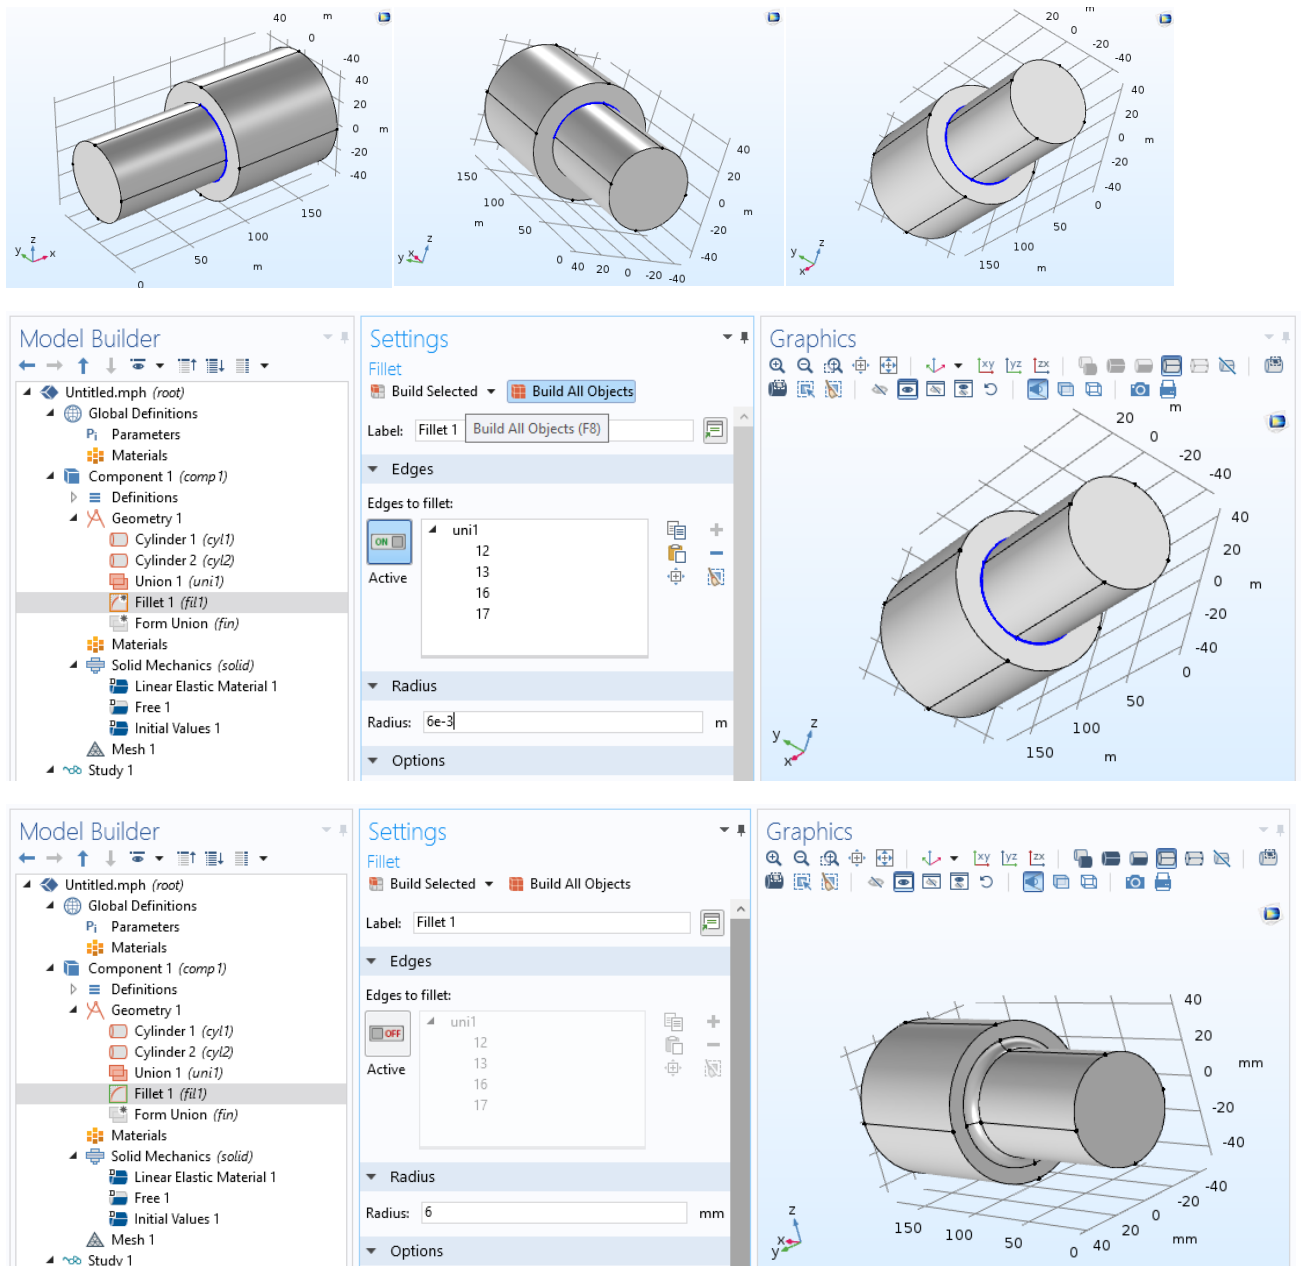 40 m
0
-40
40
20
0 m
-20
-40
150
100
50 m
0
z
y x
40
20
0 m
-20
-40
150
100
m 50
0 40 20 0 -20 -40
z
y x
m
20
0
-20
-40
40
20
0 m
-20
-40
0
50
100
150 m
z
y
x
Model Builder
Untitled.mph (root)
Global Definitions
Pi Parameters
Materials
Component 1 (comp1)
Definitions
Geometry 1
Cylinder 1 (cyl1)
Cylinder 2 (cyl2)
Union 1 (uni1)
Fillet 1 (fil1)
Form Union (fin)
Materials
Solid Mechanics (solid)
Linear Elastic Material 1
Free 1
Initial Values 1
Mesh 1
Study 1
Settings
Fillet
Build Selected Build All Objects
Label: Fillet 1
Build All Objects (F8)
Edges
Edges to fillet:
ON
Active
uni1
12
13
16
17
Radius
Radius: 6e-3 m
Options
Graphics
xy yz zx
m
20
0
-20
-40
40
20
0 m
-20
-40
0
50
100
150 m
z
y
x
Model Builder
Untitled.mph (root)
Global Definitions
Pi Parameters
Materials
Component 1 (comp1)
Definitions
Geometry 1
Cylinder 1 (cyl1)
Cylinder 2 (cyl2)
Union 1 (uni1)
Fillet 1 (fil1)
Form Union (fin)
Materials
Solid Mechanics (solid)
Linear Elastic Material 1
Free 1
Initial Values 1
Mesh 1
Study 1
Settings
Fillet
Build Selected Build All Objects
Label: Fillet 1
Edges
Edges to fillet:
OFF
Active
uni1
12
13
16
17
Radius
Radius: 6 mm
Options
Graphics
xy yz zx
40
20
0 mm
-20
-40
-40
-20
0
20 mm
40
150 100 50 0
z
x
y